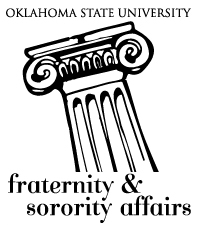 OKLAHOMA STATE UNIVERSITY
fraternity &
sorority affairs